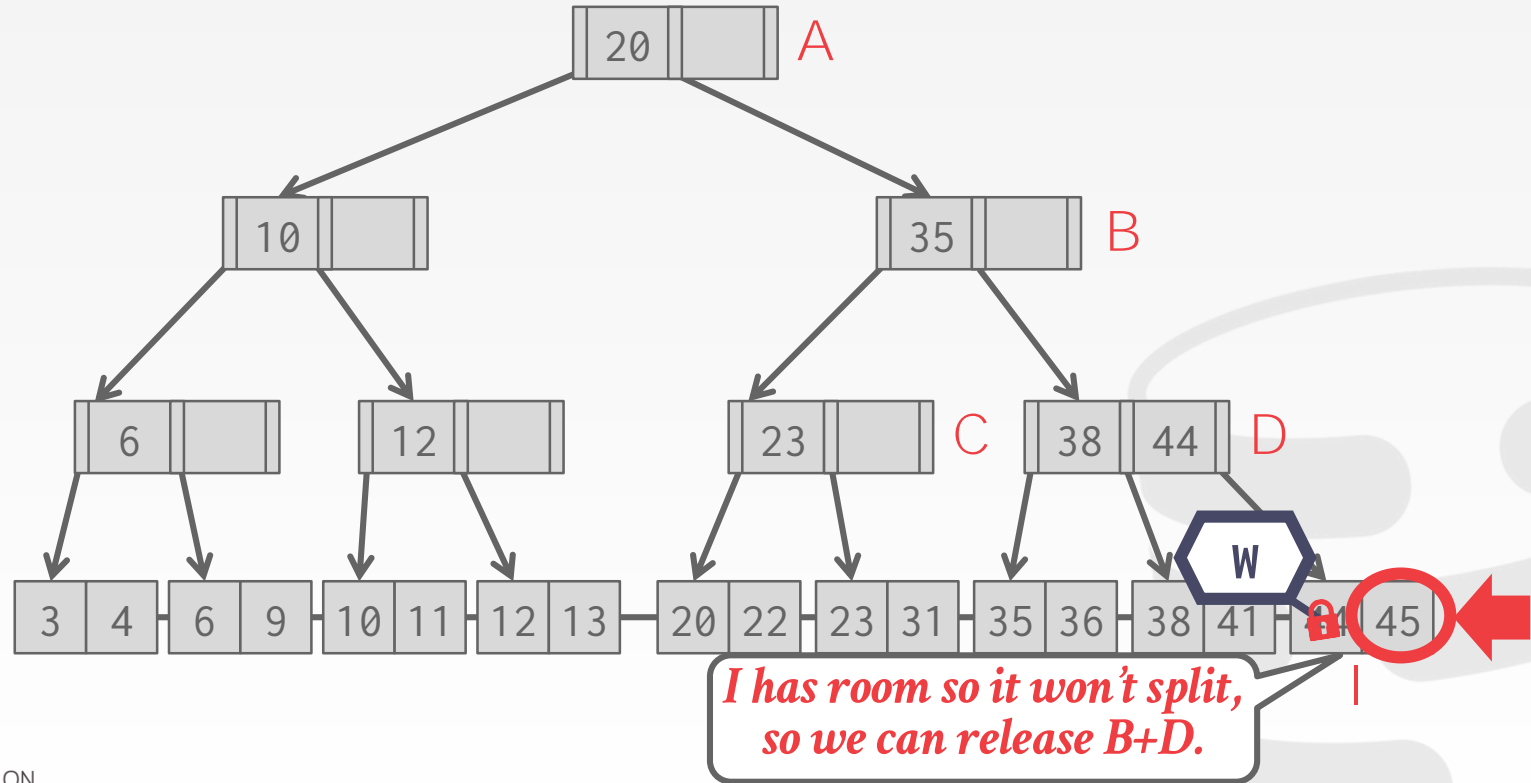 20 A
10 35 B
6 12 23 C 38 44 D
W
3 4 6 9 10 11 12 13 20 22 23 31 35 36 38 41 44 45
I has room so it won't split, I
so we can release B+D.
ON